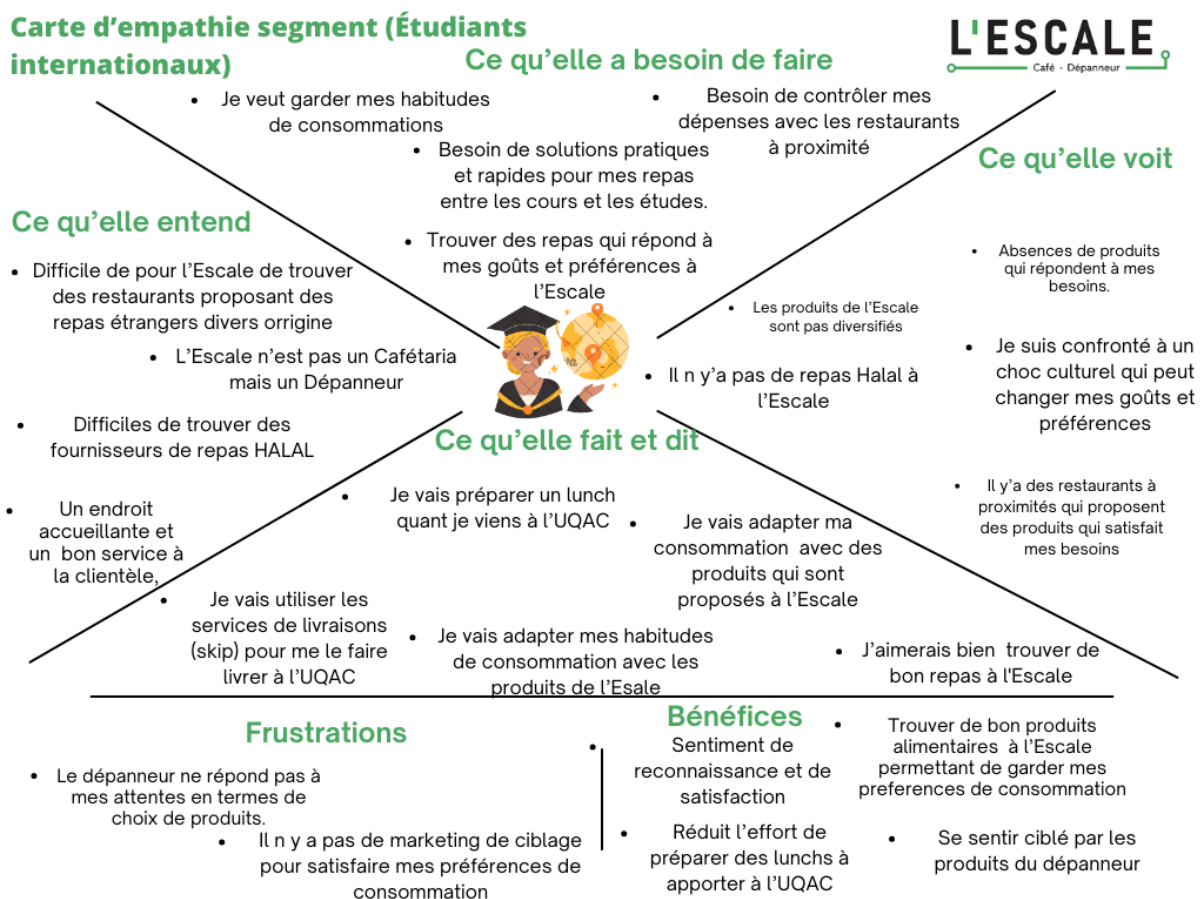 Carte d'empathie segment (Étudiants
internationaux)
L'ESCALE
Café - Dépanneur
Ce qu'elle a besoin de faire
Je veut garder mes habitudes
de consommations
Besoin de contrôler mes
dépenses avec les restaurants
à proximité
Besoin de solutions pratiques
et rapides pour mes repas
entre les cours et les études.
Trouver des repas qui répond à
mes goûts et préférences à
l'Escale
Ce qu'elle voit
Absences de produits
qui répondent à mes
besoins.
Les produits de l'Escale
sont pas diversifiés
Je suis confronté à un
choc culturel qui peut
changer mes goûts et
préférences
Il n y'a pas de repas Halal à
l'Escale
Il y'a des restaurants à
proximités qui proposent
des produits qui satisfait
mes besoins
Ce qu'elle entend
Difficile de pour l'Escale de trouver
des restaurants proposant des
repas étrangers divers orrigine
L'Escale n'est pas un Cafétaria
mais un Dépanneur
Difficiles de trouver des
fournisseurs de repas HALAL
Un endroit
accueillante et
un bon service à
la clientèle,
Ce qu'elle fait et dit
Je vais préparer un lunch
quant je viens à l'UQAC
Je vais adapter ma
consommation avec des
produits qui sont
proposés à l'Escale
Je vais utiliser les
services de livraisons
(skip) pour me le faire
livrer à l'UQAC
Je vais adapter mes habitudes
de consommation avec les
produits de l'Esale
J'aimerais bien trouver de
bon repas à l'Escale
Frustrations
Le dépanneur ne répond pas à
mes attentes en termes de
choix de produits.
Il n y a pas de marketing de ciblage
pour satisfaire mes préférences de
consommation
Bénéfices
Sentiment de
reconnaissance et de
satisfaction
Trouver de bon produits
alimentaires à l'Escale
permettant de garder mes
preferences de consommation
Réduit l'effort de
préparer des lunchs à
apporter à l'UQAC
Se sentir ciblé par les
produits du dépanneur